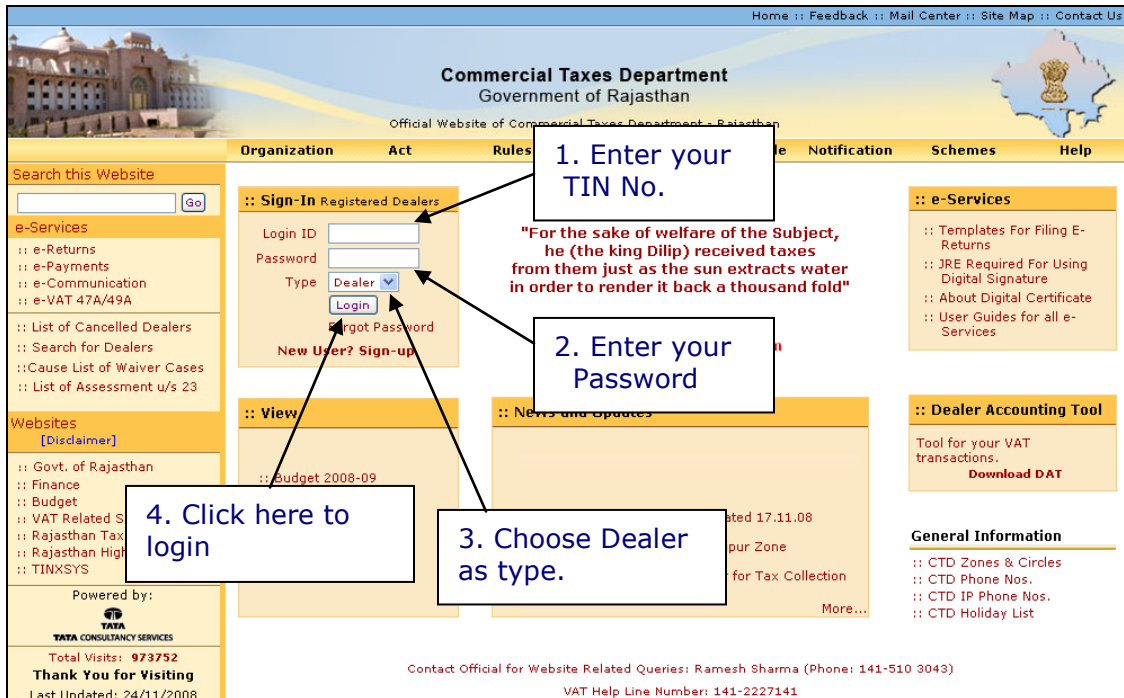 Home :: Feedback :: Mail Center :: Site Map :: Contact Us
Commercial Taxes Department
Government of Rajasthan
Official Website of Commercial Taxes Department - Rajasthan
Organization Act Rules Notification Schemes Help
Search this Website
Go
e-Services
:: e-Returns
:: e-Payments
:: e-Communication
:: e-VAT 47A/49A
:: List of Cancelled Dealers
:: Search for Dealers
::Cause List of Waiver Cases
:: List of Assessment u/s 23
Websites
[Disclaimer]
:: Govt. of Rajasthan
:: Finance
:: Budget
:: VAT Related S
:: Rajasthan Tax
:: Rajasthan High
:: TINXSYS
Powered by:
TATA
TATA CONSULTANCY SERVICES
Total Visits: 973752
Thank You for Visiting
Last Updated: 24/11/2008
:: Sign-In Registered Dealers
Login ID
Password
Type Dealer
Login
Forgot Password
New User? Sign-up
1. Enter your
TIN No.
"For the sake of welfare of the Subject,
he (the king Dilip) received taxes
from them just as the sun extracts water
in order to render it back a thousand fold"
2. Enter your
Password
:: View
:: Budget 2008-09
4. Click here to
login
:: News and Updates
ated 17.11.08
pur Zone
for Tax Collection
More...
3. Choose Dealer
as type.
:: e-Services
:: Templates For Filing E-
Returns
:: JRE Required For Using
Digital Signature
:: About Digital Certificate
:: User Guides for all e-
Services
:: Dealer Accounting Tool
Tool for your VAT
transactions.
Download DAT
General Information
:: CTD Zones & Circles
:: CTD Phone Nos.
:: CTD IP Phone Nos.
:: CTD Holiday List
Contact Official for Website Related Queries: Ramesh Sharma (Phone: 141-510 3043)
VAT Help Line Number: 141-2227141